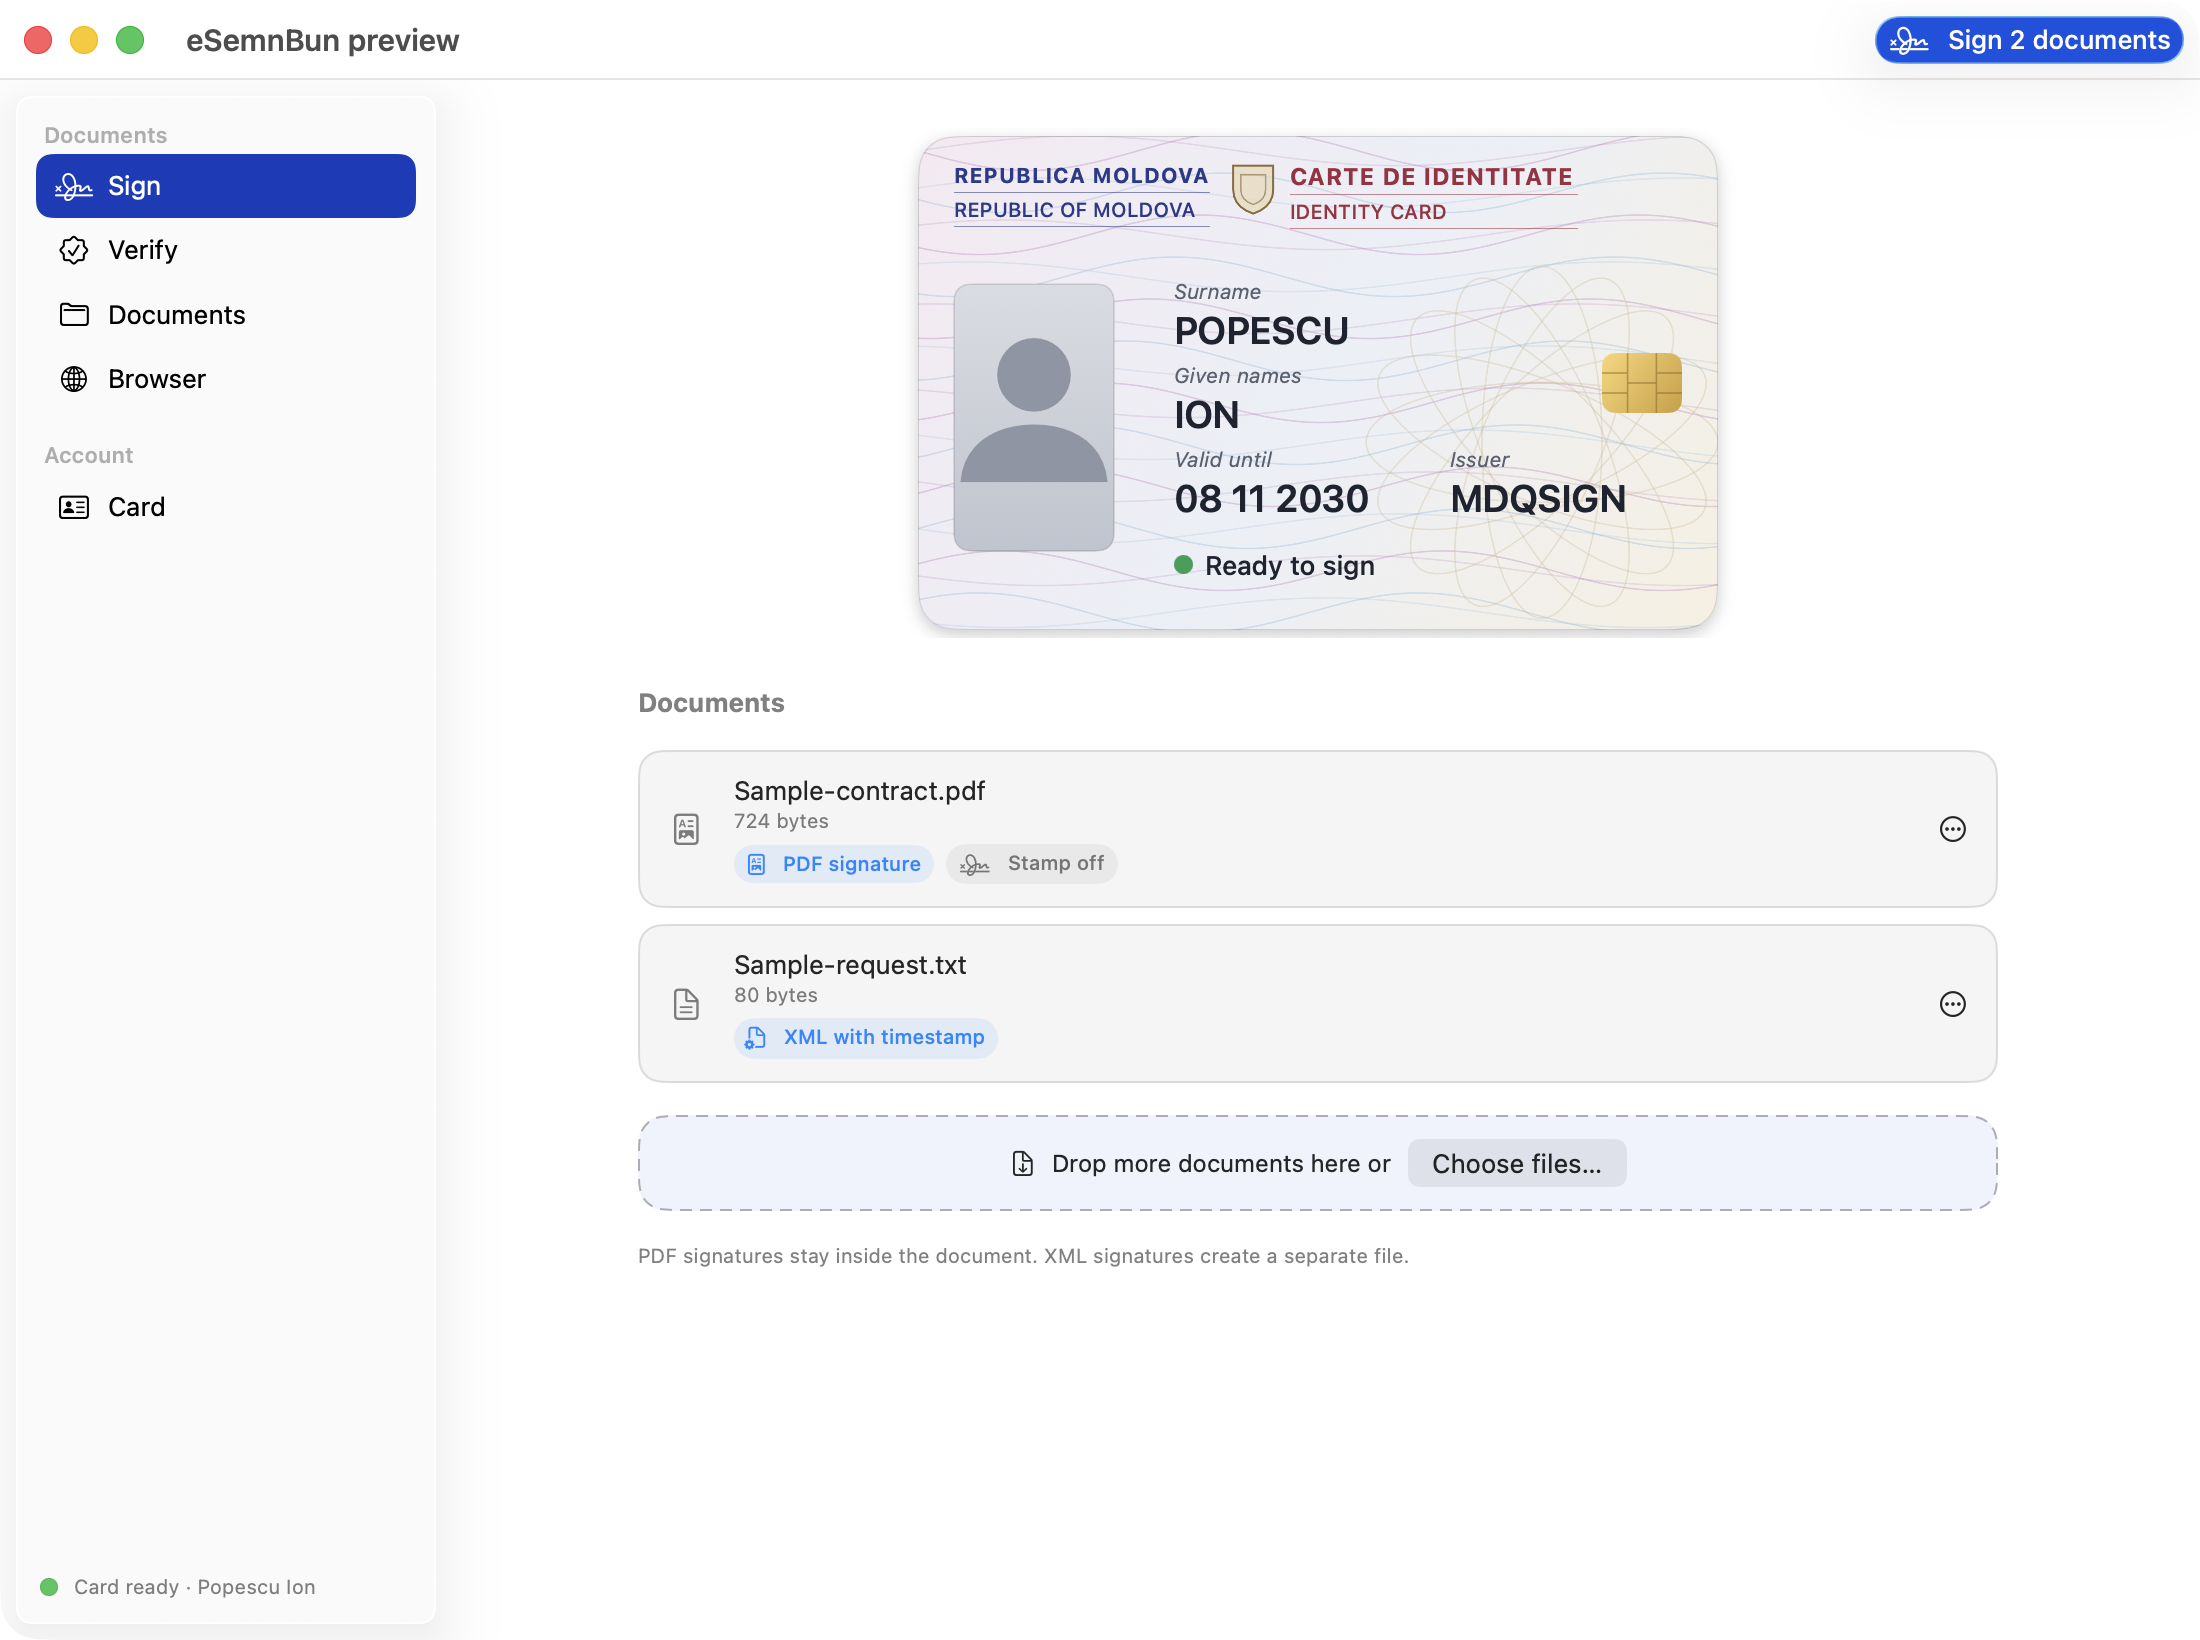 eSemnBun preview
Sign 2 documents
Documents
Sign
Verify
Documents
Browser
Account
Card
Card ready · Popescu Ion
REPUBLICA MOLDOVA
REPUBLIC OF MOLDOVA
CARTE DE IDENTITATE
IDENTITY CARD
Surname
POPESCU
Given names
ION
Valid until
08 11 2030
Issuer
MDQSIGN
Ready to sign
Documents
Sample-contract.pdf
724 bytes
PDF signature
Stamp off
Sample-request.txt
80 bytes
XML with timestamp
Drop more documents here or
Choose files...
PDF signatures stay inside the document. XML signatures create a separate file.